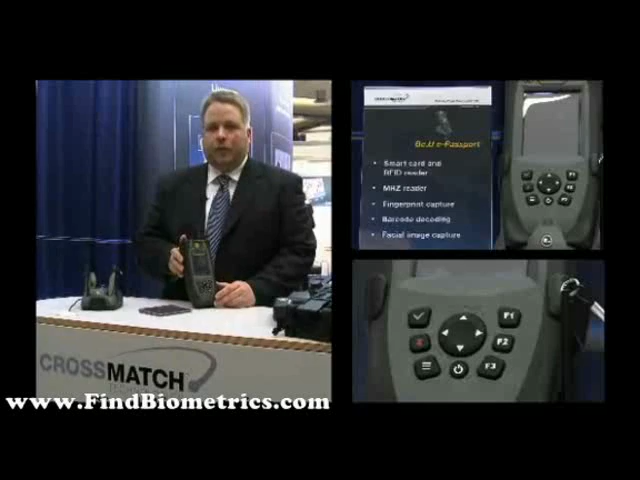 CROSSMATCH
www.FindBiometrics.com
CROSSMATCH
Be.U e-Passport
• Smart card and
RFID reader
• MRZ reader
• Fingerprint capture
• Barcode decoding
• Facial image capture
F1
F2
F3